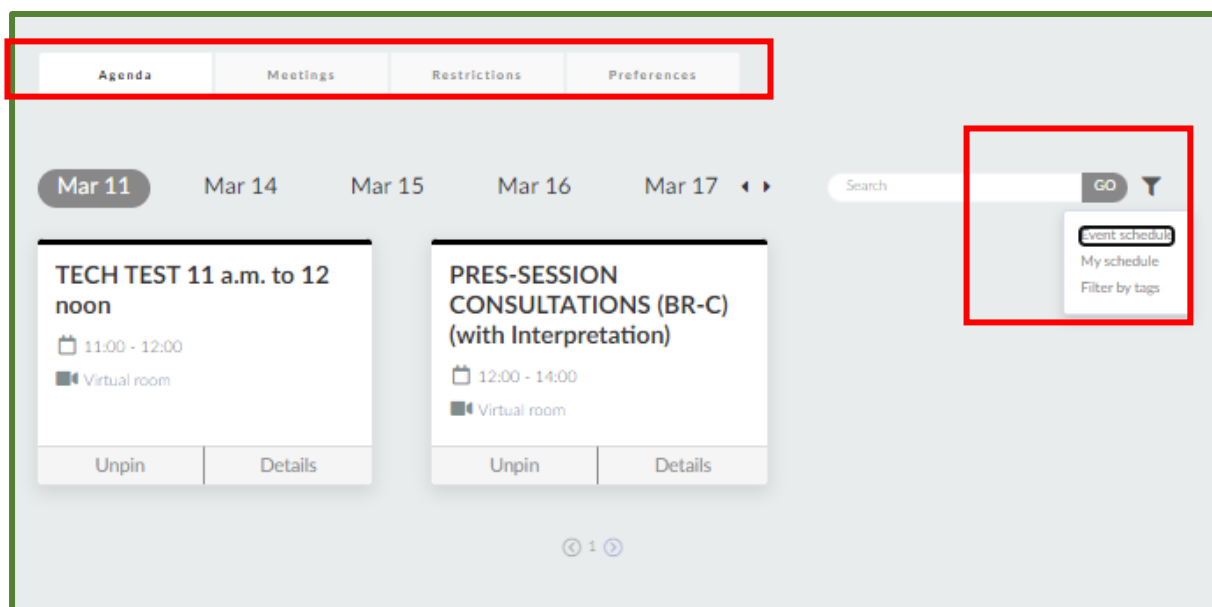 Agenda Meetings Restrictions Preferences
Mar 11 Mar 14 Mar 15 Mar 16 Mar 17
Search GO
Event schedule
My schedule
Filter by tags
TECH TEST 11 a.m. to 12
noon
11:00 - 12:00
Virtual room
Unpin Details
PRES-SESSION
CONSULTATIONS (BR-C)
(with Interpretation)
12:00 - 14:00
Virtual room
Unpin Details
1